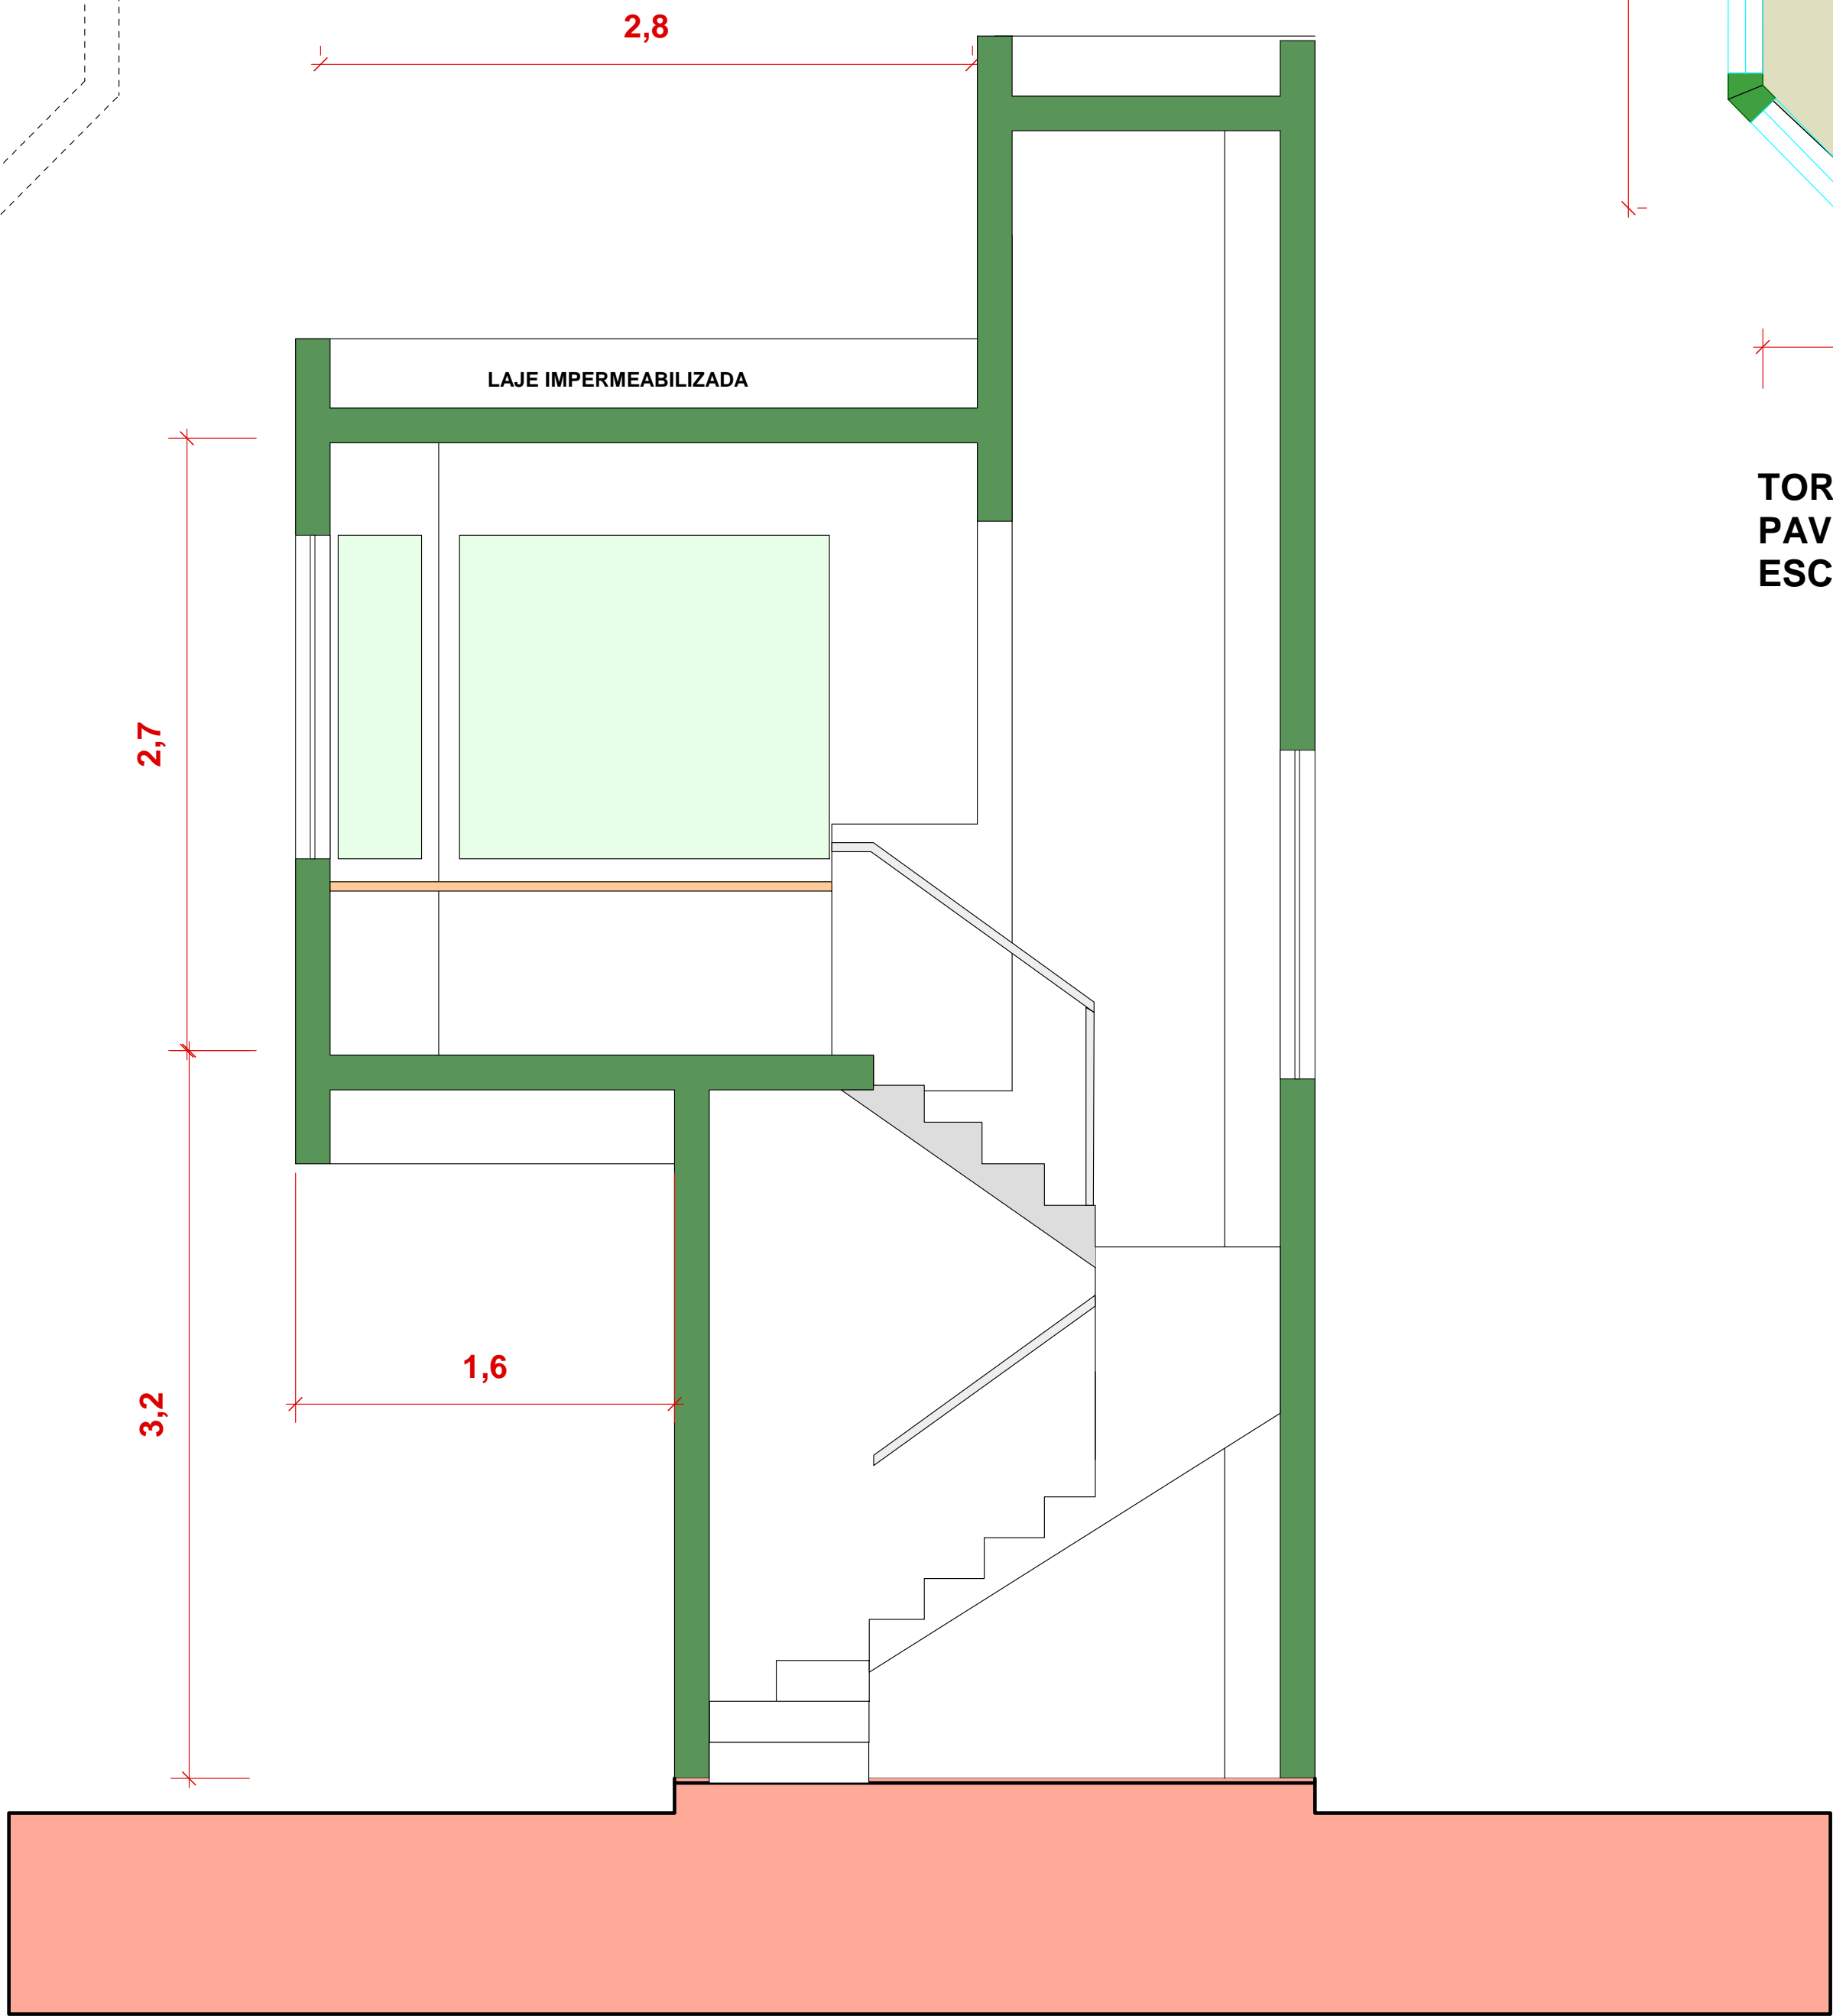 2,8
LAJE IMPERMEABILIZADA
TOR
PAV
ESC
2,7
1,6
3,2